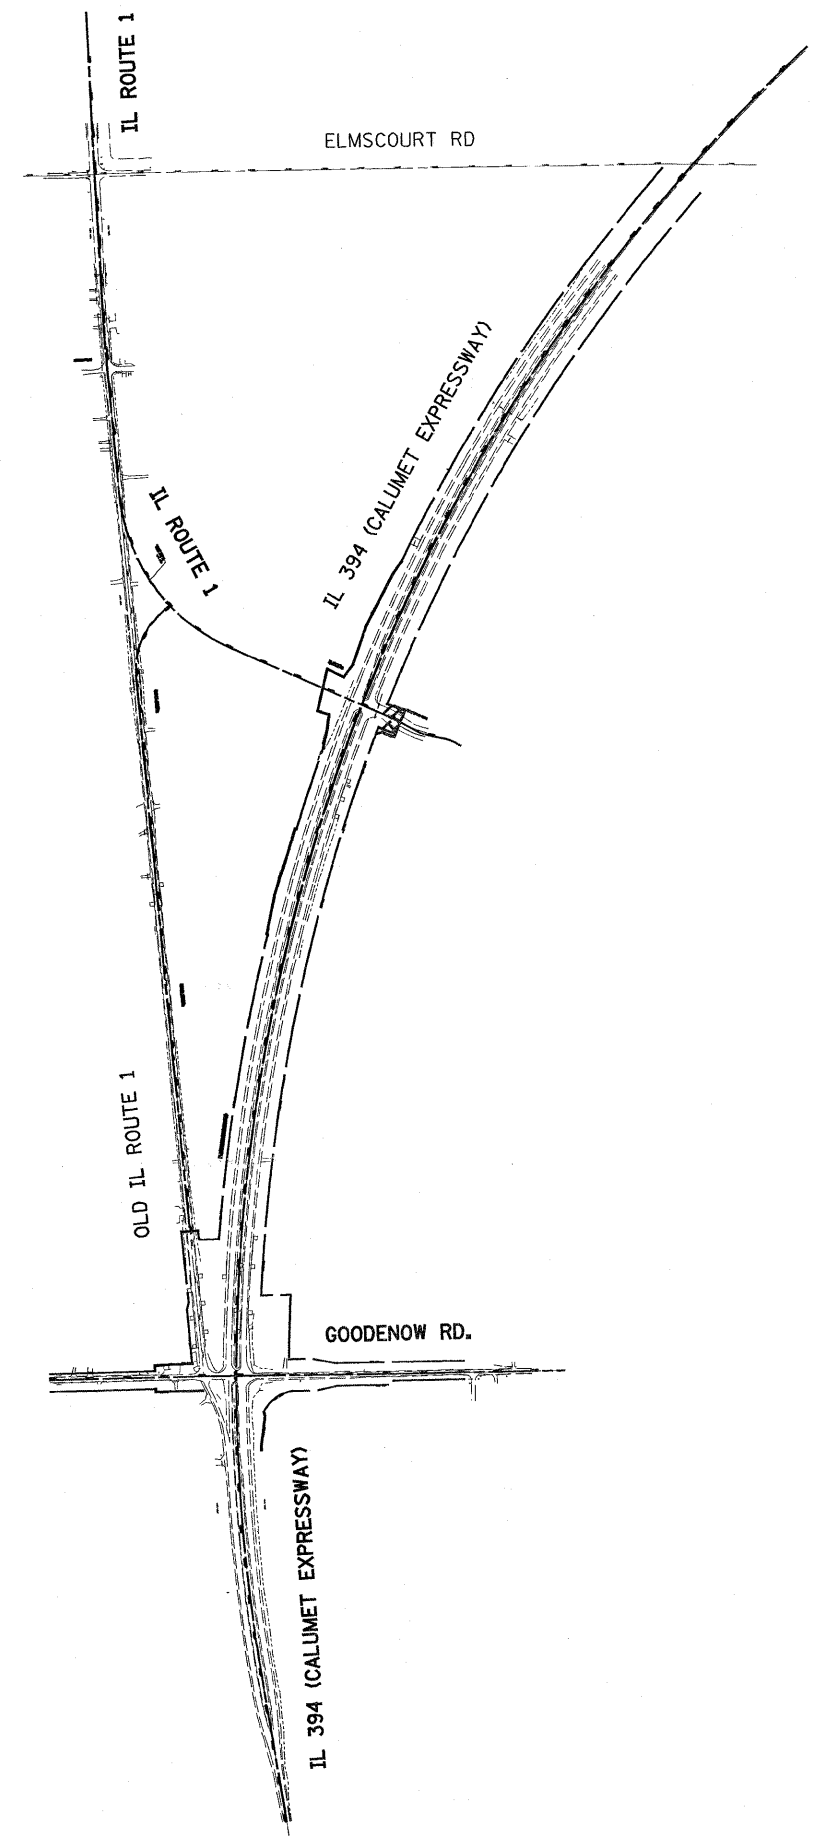 IL ROUTE 1
ELMSCOURT RD
IL 394 (CALUMET EXPRESSWAY)
IL ROUTE 1
OLD IL ROUTE 1
GOODENOW RD.
IL 394 (CALUMET EXPRESSWAY)